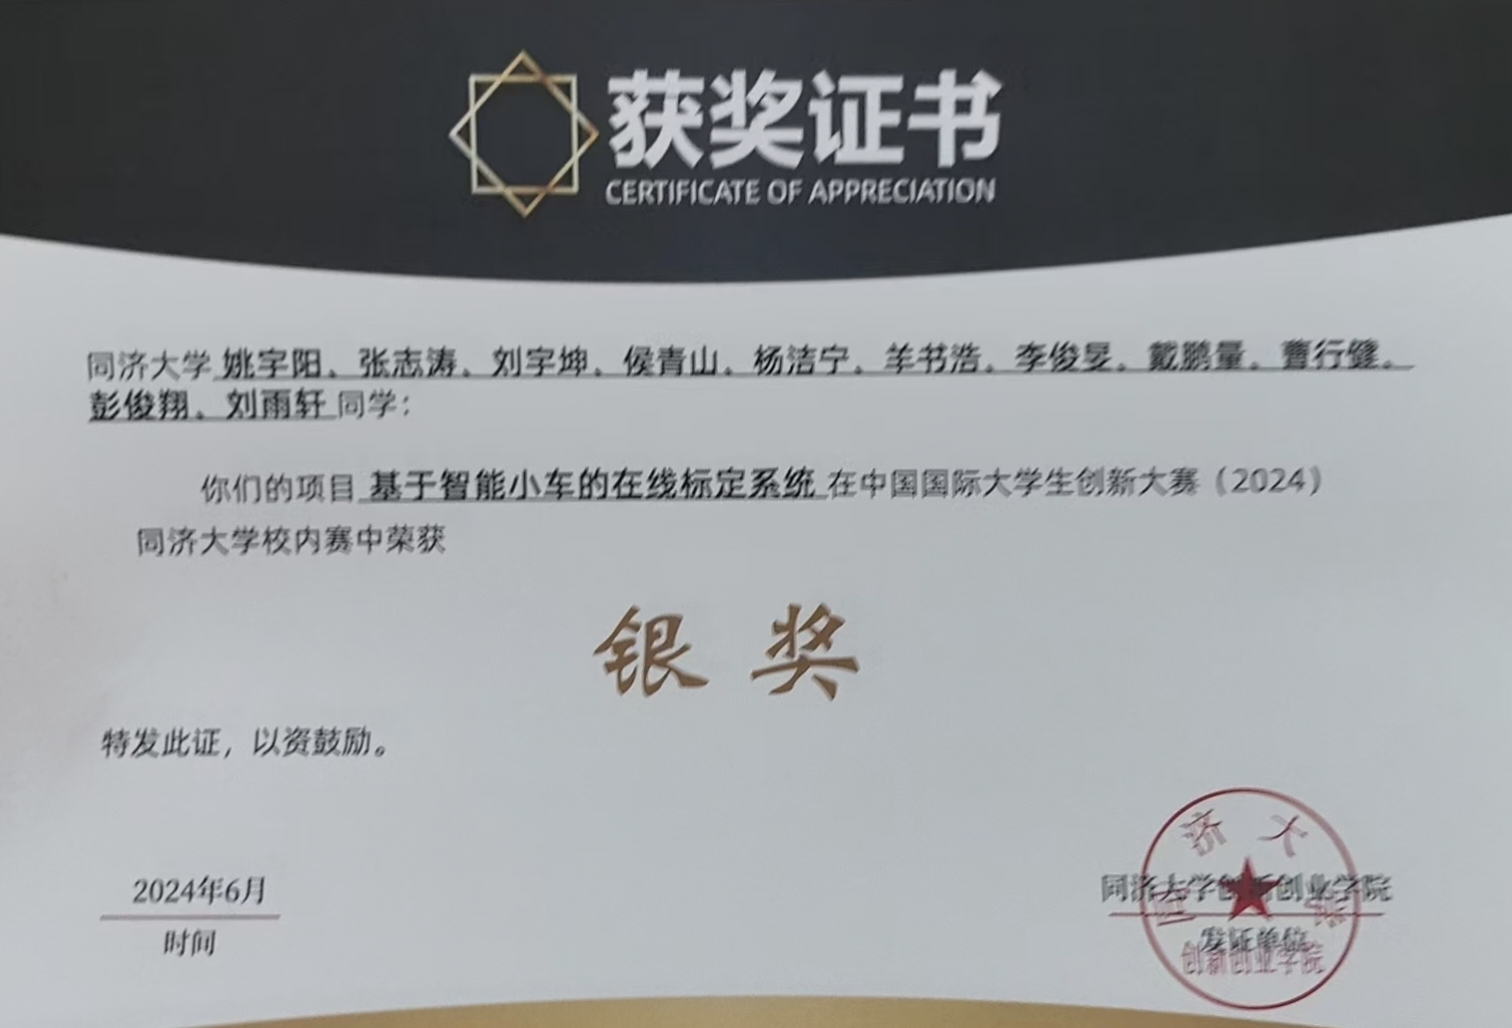 获奖证书
CERTIFICATE OF APPRECIATION
同济大学 姚宇阳、张志涛、刘宇坤、侯青山、杨洁宁、羊书浩、李俊旻、戴鹏量、曹行健、
彭俊翔、刘雨轩 同学：
你们的项目 基于智能小车的在线标定系统 在中国国际大学生创新大赛（2024）
同济大学校内赛中荣获
银奖
特发此证，以资鼓励。
2024年6月
时间
同济大学创新创业学院
发证单位
同济大学
创新创业学院